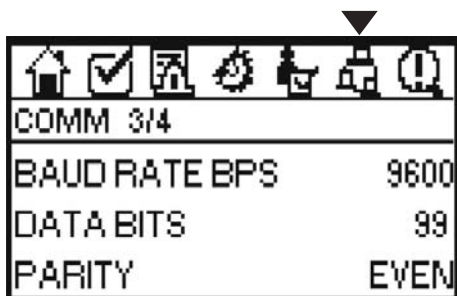 COMM 3/4
BAUD RATE BPS 9600
DATA BITS 99
PARITY EVEN